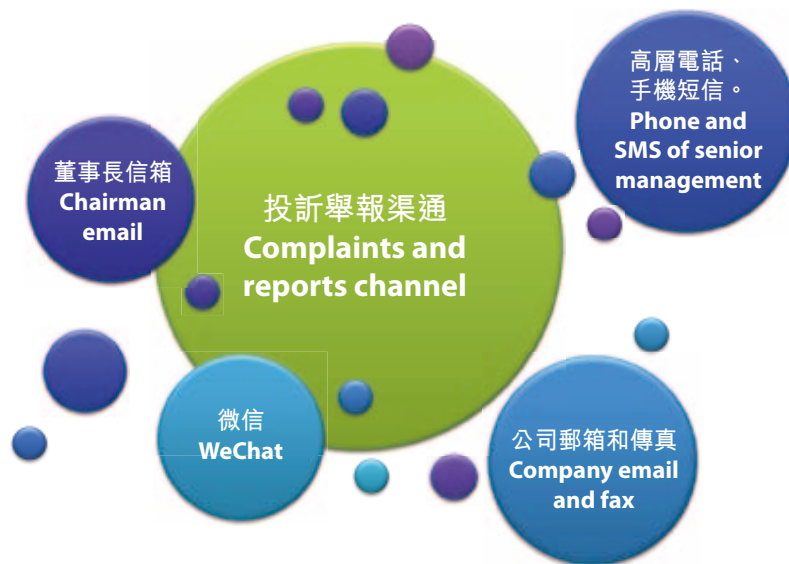 高層電話、
手機短信。
Phone and
SMS of senior
management
董事長信箱
Chairman
email
投訴舉報渠通
Complaints and
reports channel
微信
WeChat
公司郵箱和傳真
Company email
and fax